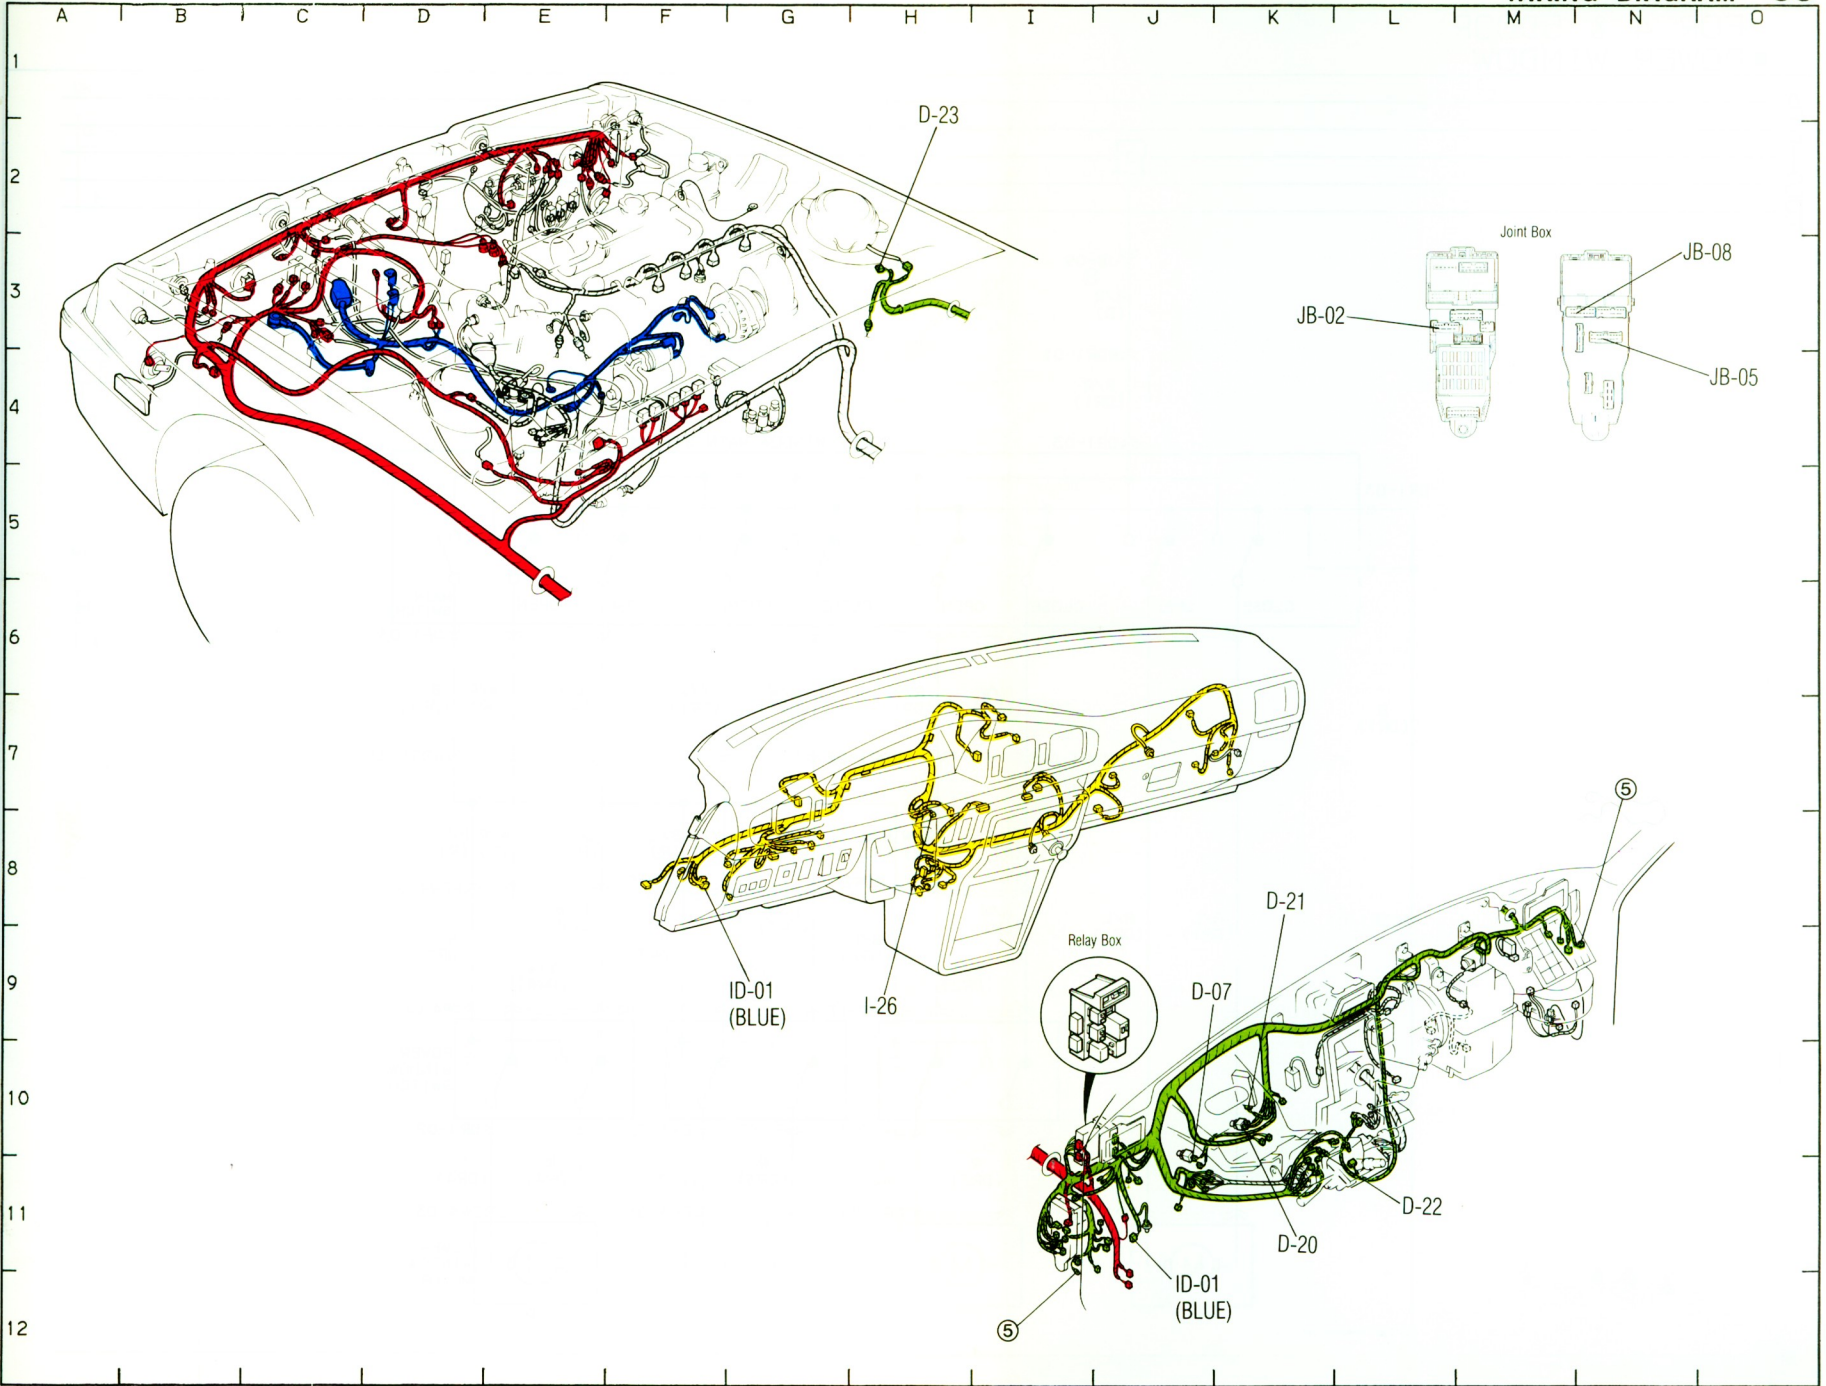 A B C D E F G H I J K L M N O
1
D-23
2
Joint Box
JB-08
3
JB-02
JB-05
4
5
6
7
⑤
8
D-21
Relay Box
9
ID-01
(BLUE)
I-26
D-07
10
D-22
11
D-20
ID-01
(BLUE)
⑤
12